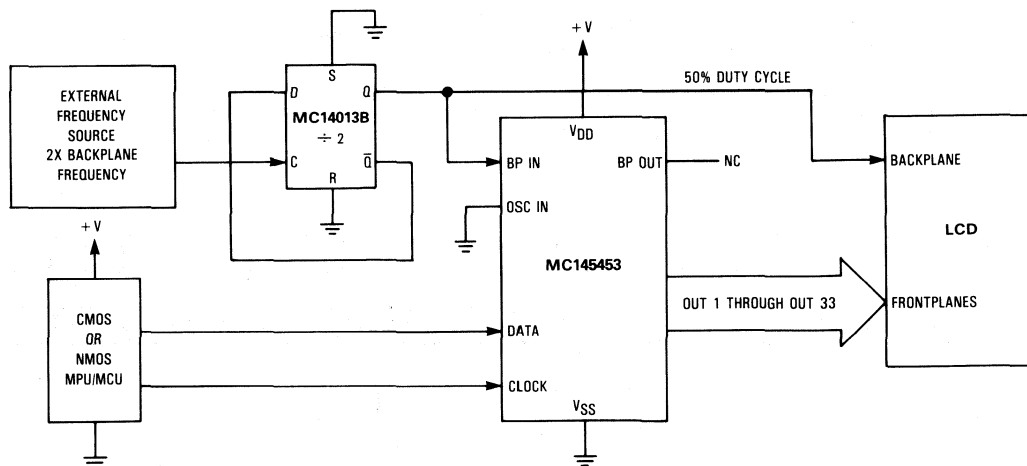 EXTERNAL
FREQUENCY
SOURCE
2X BACKPLANE
FREQUENCY
S
D
Q
MC14013B
÷ 2
C
Q̅
R
+V
CMOS
OR
NMOS
MPU/MCU
+V
50% DUTY CYCLE
VDD
BP IN
BP OUT
NC
OSC IN
MC145453
OUT 1 THROUGH OUT 33
DATA
CLOCK
VSS
BACKPLANE
LCD
FRONTPLANES